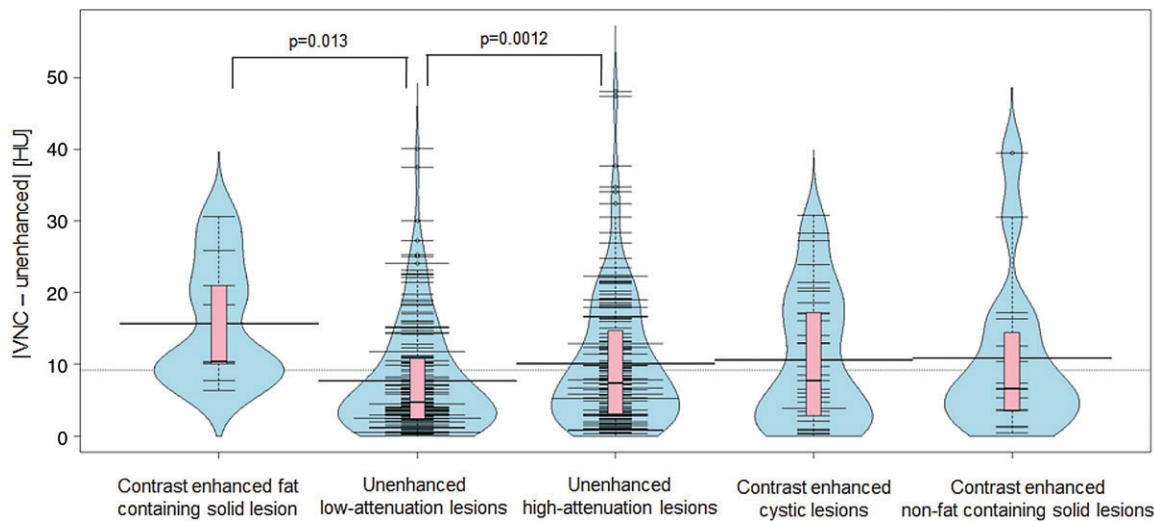 p=0.013
p=0.0012
|VNC – unenhanced| [HU]
50
40
30
20
10
0
Contrast enhanced fat
containing solid lesion
Unenhanced
low-attenuation lesions
Unenhanced
high-attenuation lesions
Contrast enhanced
cystic lesions
Contrast enhanced
non-fat containing solid lesions